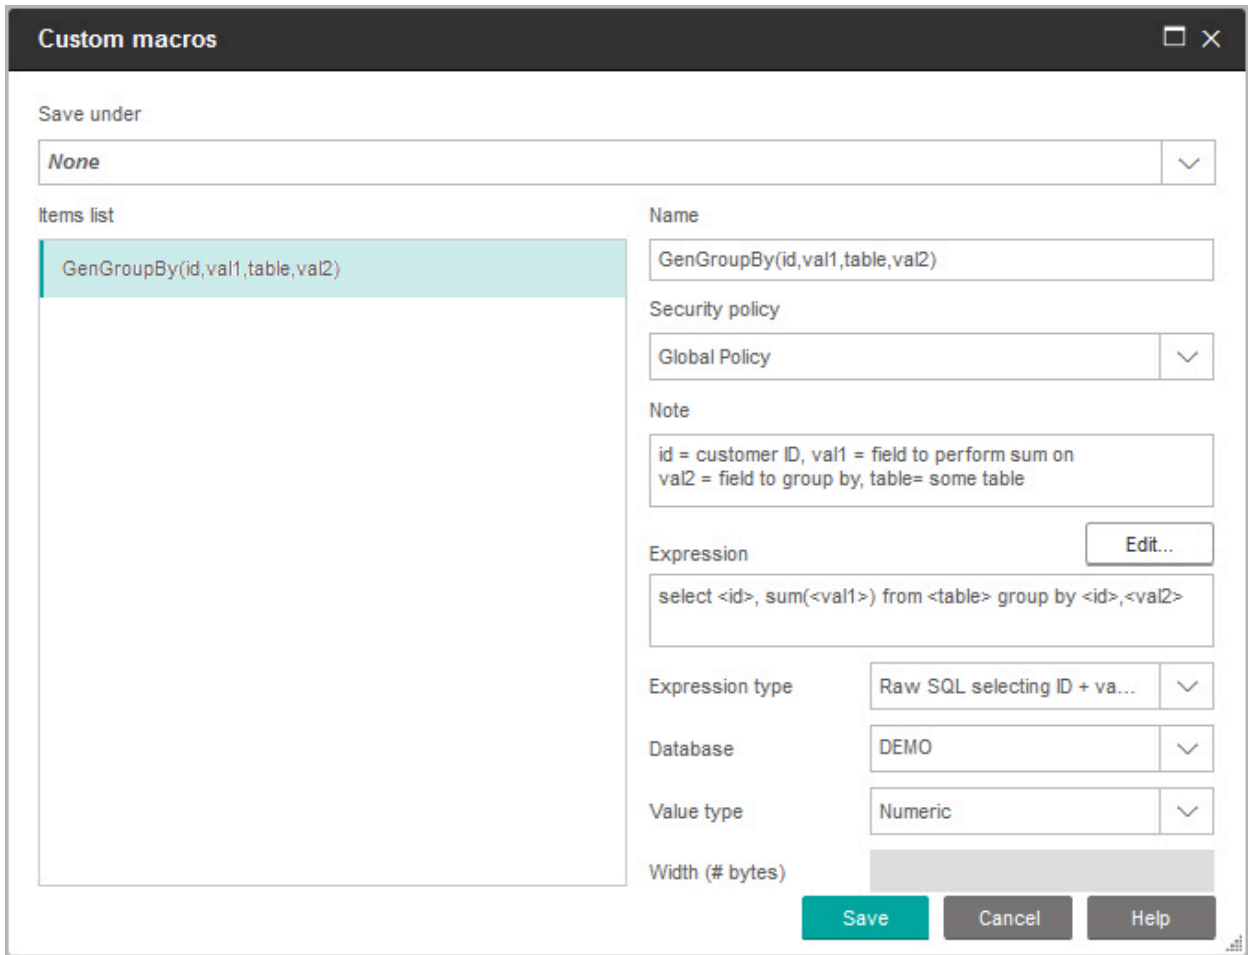 Custom macros
Save under
None
Items list
GenGroupBy(id,val1,table,val2)
Name
GenGroupBy(id,val1,table,val2)
Security policy
Global Policy
Note
id = customer ID, val1 = field to perform sum on
val2 = field to group by, table= some table
Edit...
Expression
select <id>, sum(<val1>) from <table> group by <id>,<val2>
Expression type
Raw SQL selecting ID + va...
Database
DEMO
Value type
Numeric
Width (# bytes)
Save
Cancel
Help